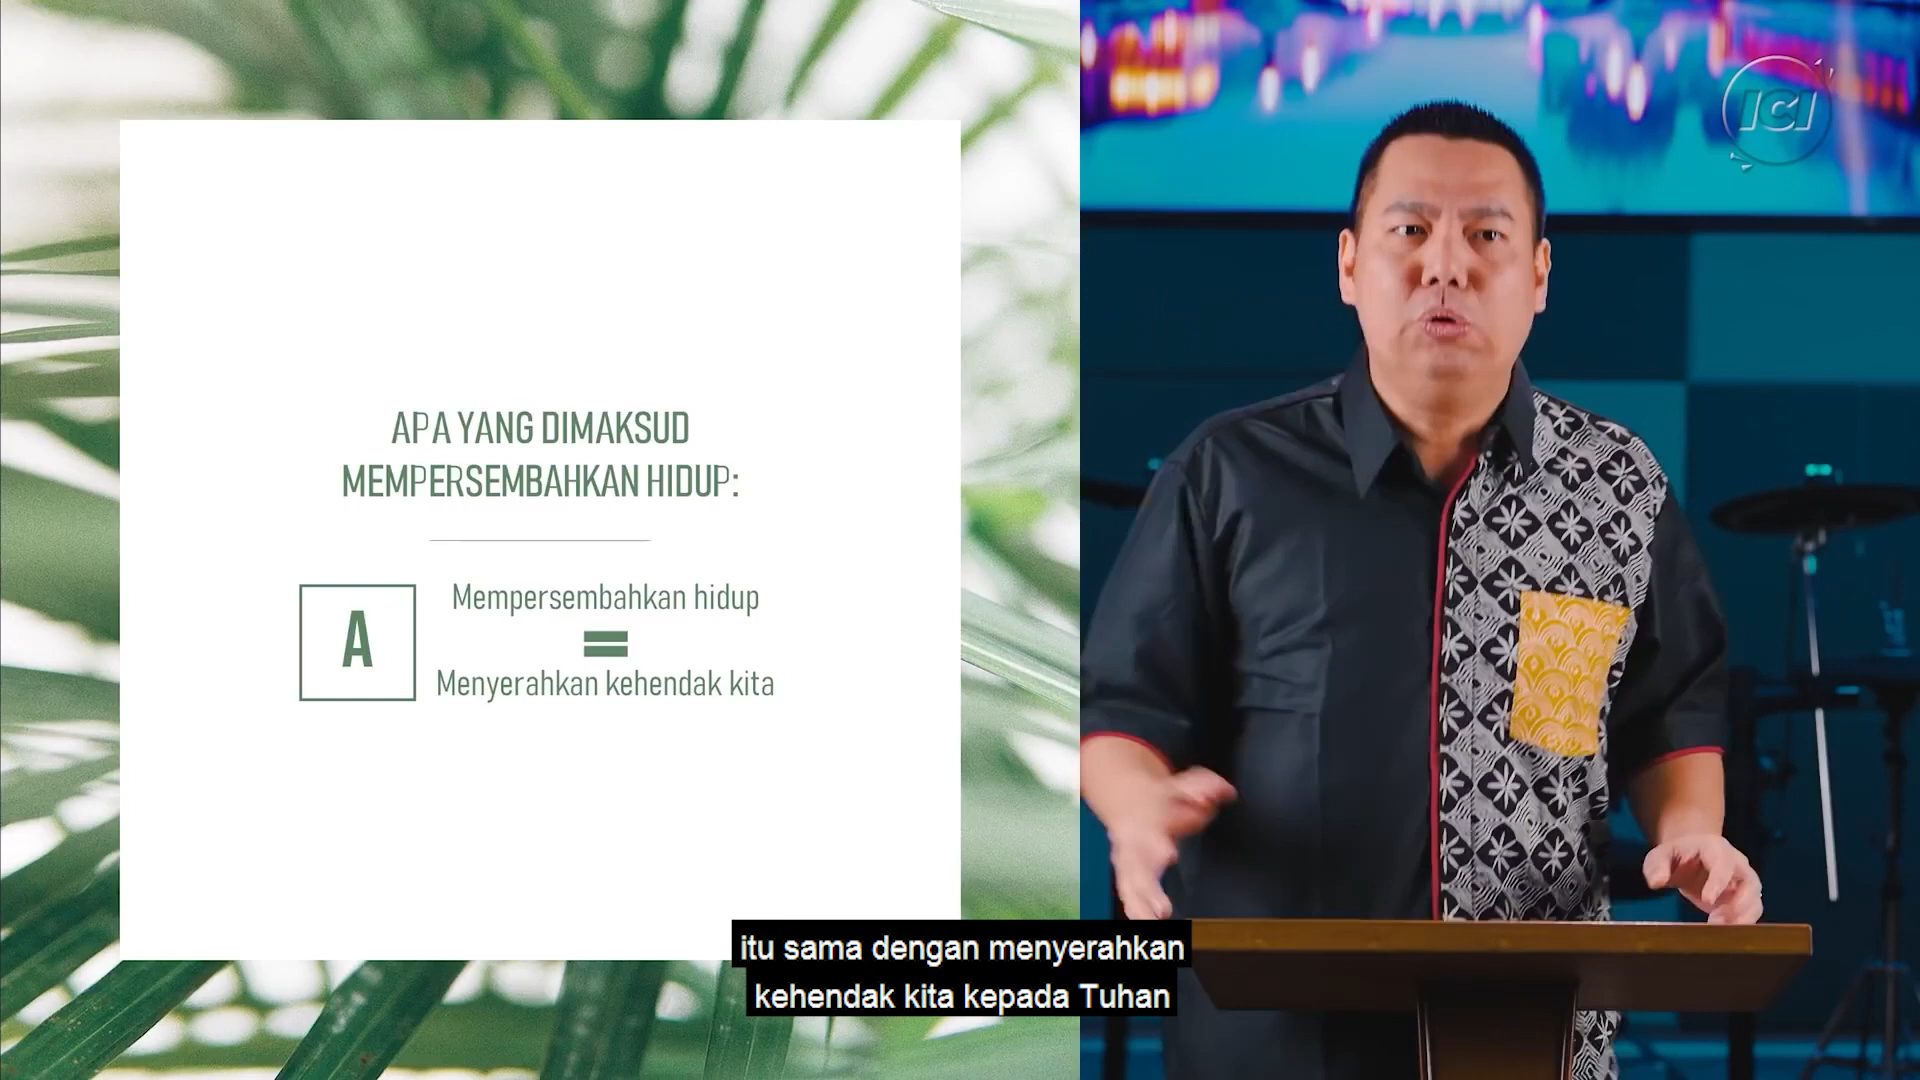 APA YANG DIMAKSUD
MEMPERSEMBAHKAN HIDUP:
A
Mempersembahkan hidup
=
Menyerahkan kehendak kita
ICI
itu sama dengan menyerahkan
kehendak kita kepada Tuhan